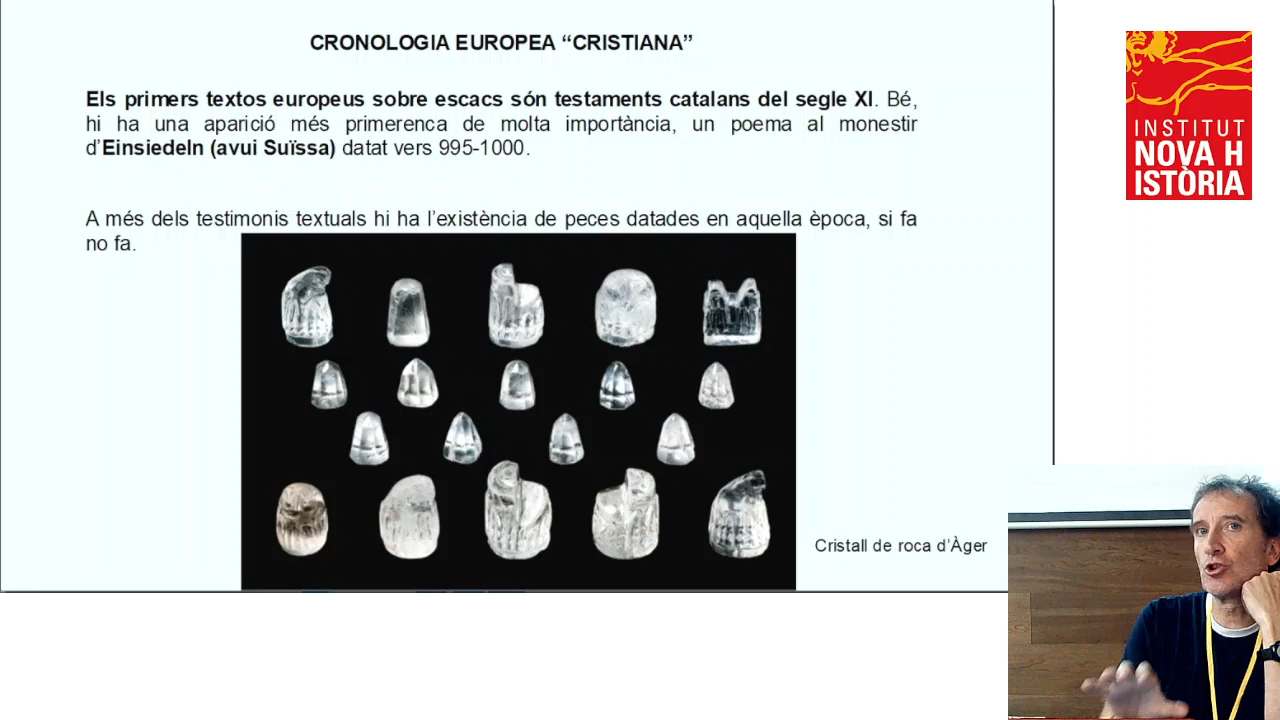 CRONOLOGIA EUROPEA “CRISTIANA”
Els primers textos europeus sobre escacs són testaments catalans del segle XI. Bé,
hi ha una aparició més primerenca de molta importància, un poema al monestir
d’Einsiedeln (avui Suïssa) datat vers 995-1000.
A més dels testimonis textuals hi ha l’existència de peces datades en aquella època, si fa
no fa.
Cristall de roca d’Àger
INSTITUT
NOVA H
ISTÒRIA